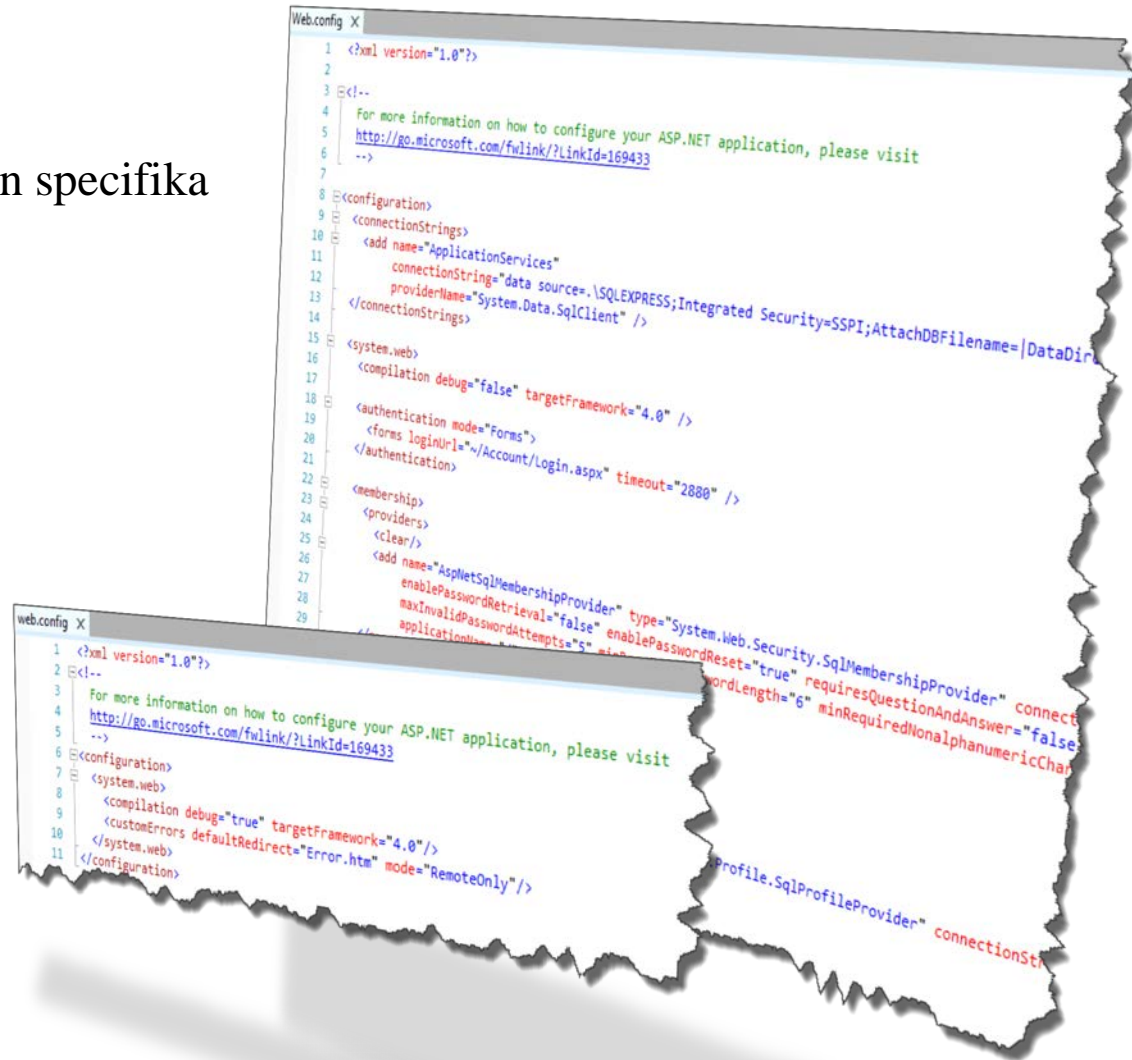 n specifika
Web.config X
1 <?xml version="1.0"?>
2
3 <!--
4 For more information on how to configure your ASP.NET application, please visit
5 http://go.microsoft.com/fwlink/?LinkId=169433
6 -->
7
8 <configuration>
9 <connectionStrings>
10 <add name="ApplicationServices"
11 connectionString="data source=.\SQLEXPRESS;Integrated Security=SSPI;AttachDBFilename=|DataDire
12 providerName="System.Data.SqlClient" />
13 </connectionStrings>
14
15 <system.web>
16 <compilation debug="false" targetFramework="4.0" />
17
18 <authentication mode="Forms">
19 <forms loginUrl="~/Account/Login.aspx" timeout="2880" />
20 </authentication>
21
22 <membership>
23 <providers>
24 <clear/>
25 <add name="AspNetSqlMembershipProvider" type="System.Web.Security.SqlMembershipProvider" connect
26 enablePasswordRetrieval="false" enablePasswordReset="true" requiresQuestionAndAnswer="false
27 maxInvalidPasswordAttempts="5" wordLength="6" minRequiredNonalphanumericChar
28 applicationName
29
.Profile.SqlProfileProvider" connectionStr
web.config X
1 <?xml version="1.0"?>
2 <!--
3 For more information on how to configure your ASP.NET application, please visit
4 http://go.microsoft.com/fwlink/?LinkId=169433
5 -->
6 <configuration>
7 <system.web>
8 <compilation debug="true" targetFramework="4.0"/>
9 <customErrors defaultRedirect="Error.htm" mode="RemoteOnly"/>
10 </system.web>
11 </configuration>